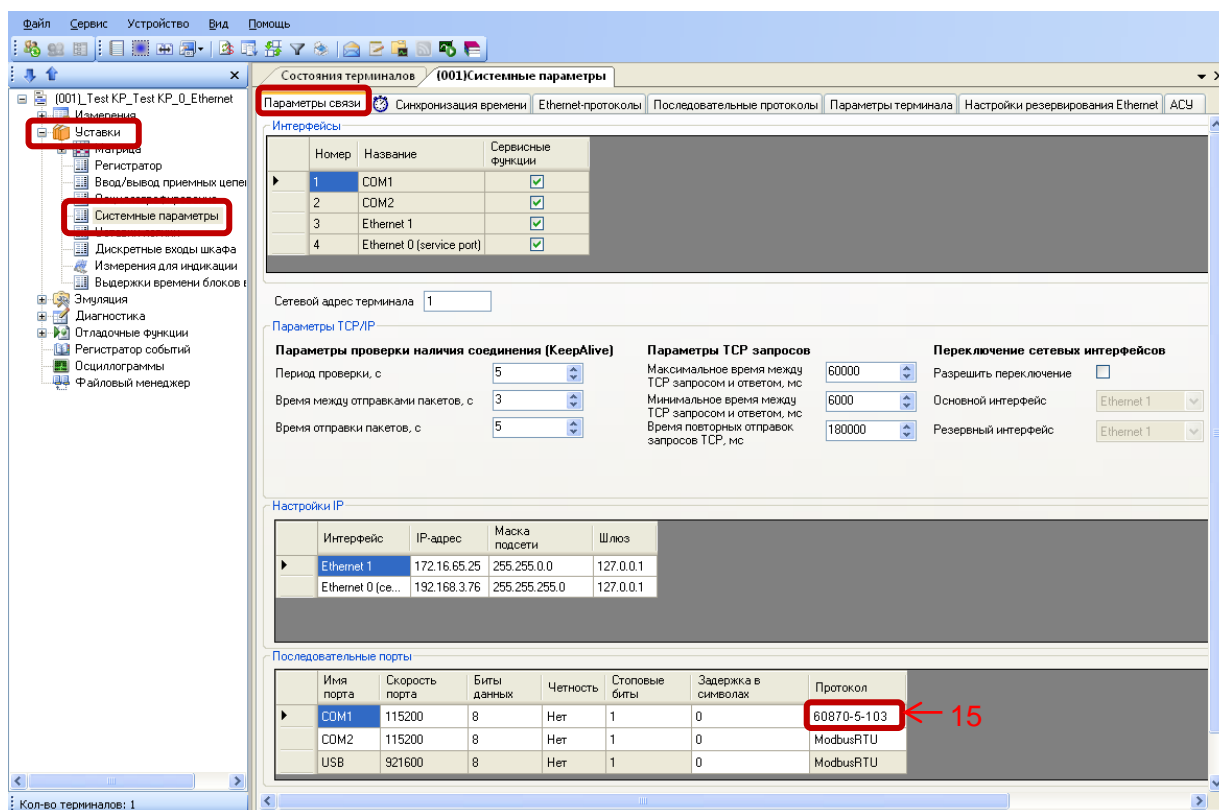 Файл Сервис Устройство Вид Помощь
Состояния терминалов (001)Системные параметры
(001)_Test KP_Test KP_0_Ethernet
Измерения
Уставки
Матрица
Регистратор
Ввод/вывод приемных цепе
Осциллографирование
Системные параметры
Дискретные входы шкафа
Измерения для индикации
Выдержки времени блоков в
Эмуляция
Диагностика
Отладочные функции
Регистратор событий
Осциллограммы
Файловый менеджер
Кол-во терминалов: 1
Параметры связи Синхронизация времени Ethernet-протоколы Последовательные протоколы Параметры терминала Настройки резервирования Ethernet АСУ
Интерфейсы
Номер Название Сервисные функции
1 COM1
2 COM2
3 Ethernet 1
4 Ethernet 0 (service port)
Сетевой адрес терминала 1
Параметры TCP/IP
Параметры проверки наличия соединения (KeepAlive) Параметры TCP запросов Переключение сетевых интерфейсов
Период проверки, с 5 Максимальное время между TCP запросом и ответом, мс 60000 Разрешить переключение
Время между отправками пакетов, с 3 Минимальное время между TCP запросом и ответом, мс 6000 Основной интерфейс Ethernet 1
Время отправки пакетов, с 5 Время повторных отправок запросов TCP, мс 180000 Резервный интерфейс Ethernet 1
Настройки IP
Интерфейс IP-адрес Маска подсети Шлюз
Ethernet 1 172.16.65.25 255.255.0.0 127.0.0.1
Ethernet 0 (се... 192.168.3.76 255.255.255.0 127.0.0.1
Последовательные порты
Имя порта Скорость порта Биты данных Четность Стоповые биты Задержка в символах Протокол
COM1 115200 8 Нет 1 0 60870-5-103 15
COM2 115200 8 Нет 1 0 ModbusRTU
USB 921600 8 Нет 1 0 ModbusRTU